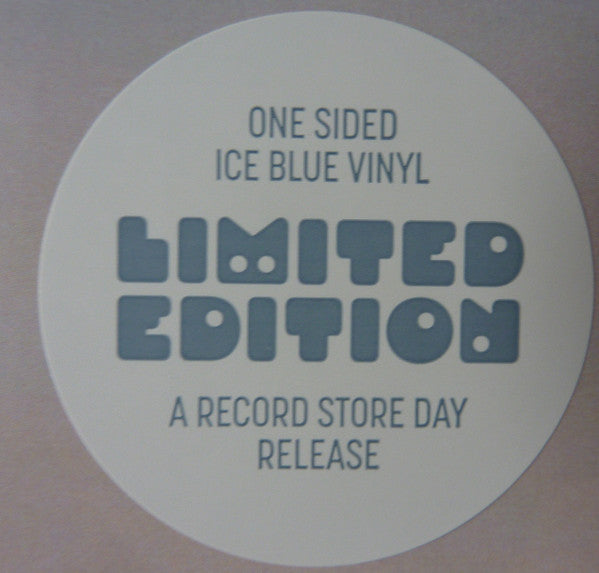 ONE SIDED
ICE BLUE VINYL
LIMITED
EDITION
A RECORD STORE DAY
RELEASE